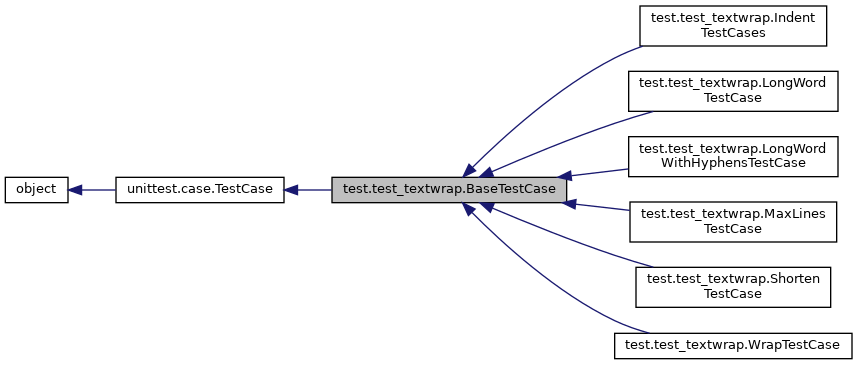 object
unittest.case.TestCase
test.test_textwrap.BaseTestCase
test.test_textwrap.Indent
TestCases
test.test_textwrap.LongWord
TestCase
test.test_textwrap.LongWord
WithHyphensTestCase
test.test_textwrap.MaxLines
TestCase
test.test_textwrap.Shorten
TestCase
test.test_textwrap.WrapTestCase